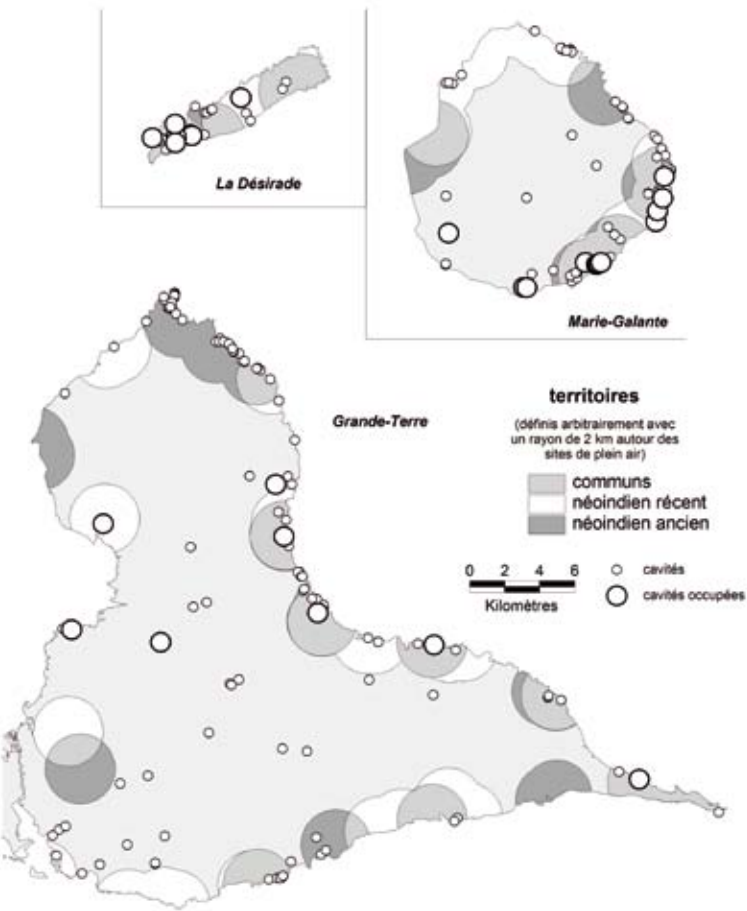 La Désirade
Marie-Galante
Grande-Terre
territoires
(définis arbitrairement avec
un rayon de 2 km autour des
sites de plein air)
communs
néoindien récent
néoindien ancien
0 2 4 6
Kilomètres
cavités
cavités occupées